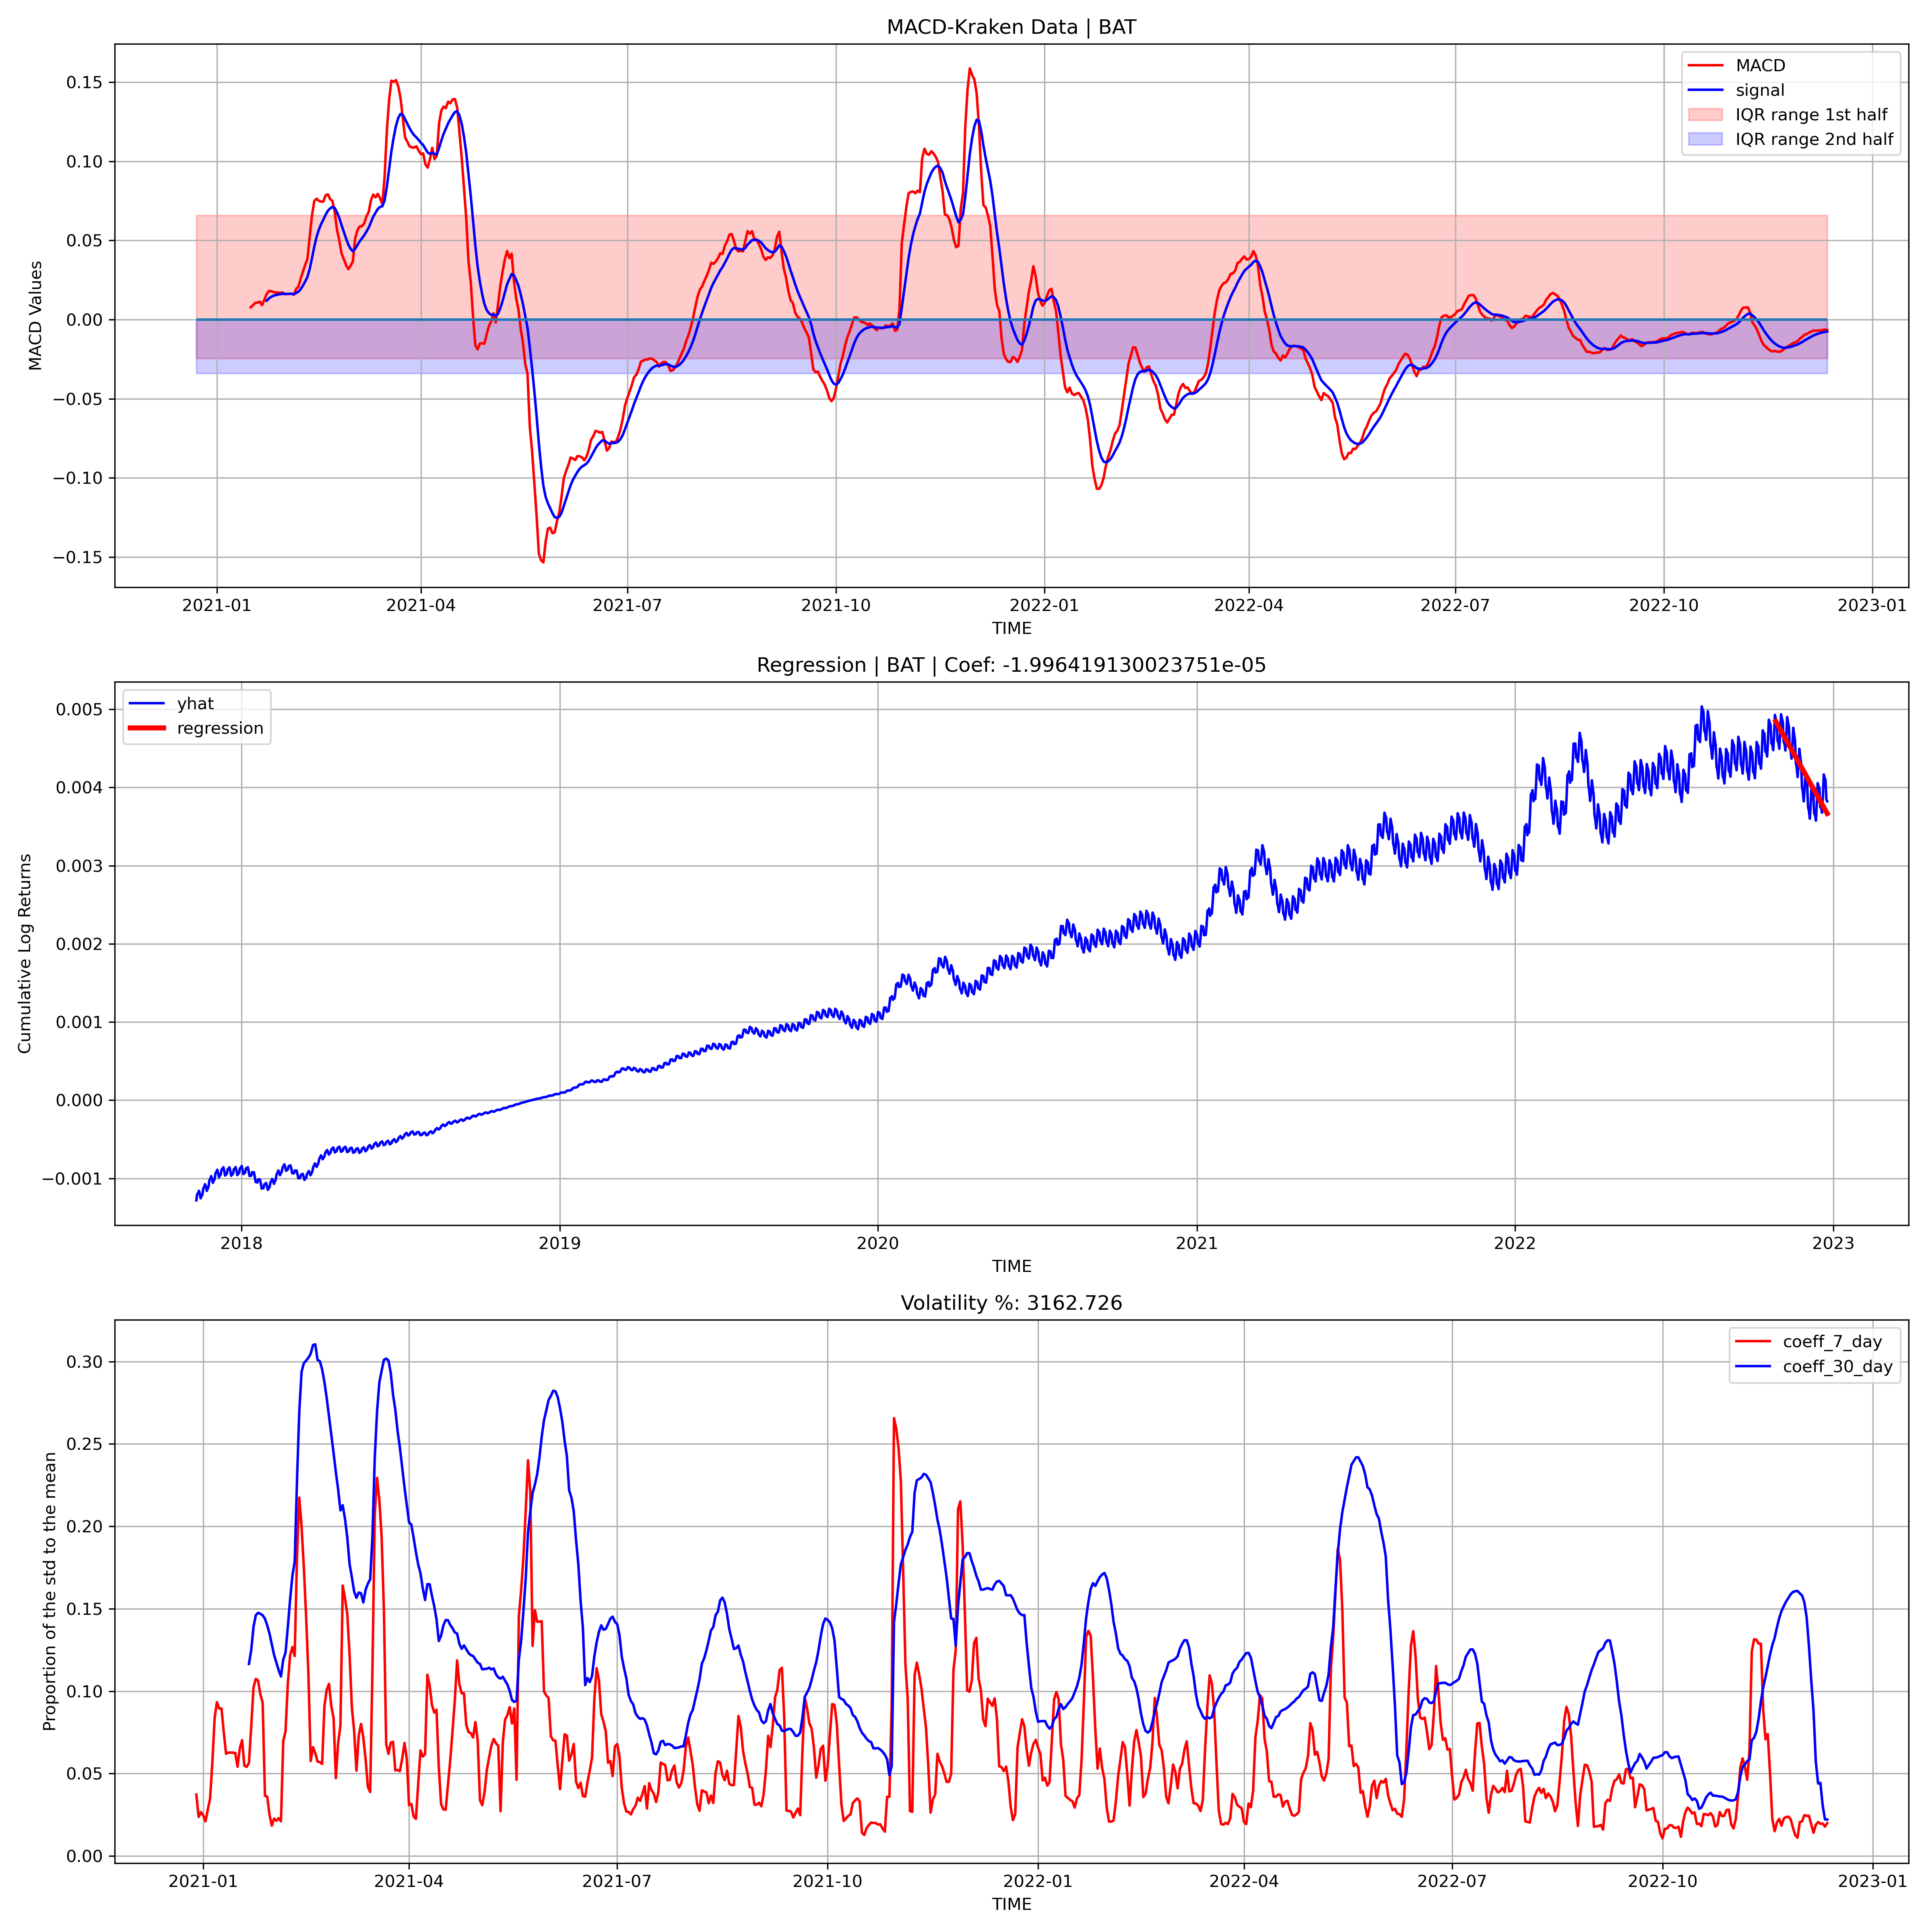 MACD-Kraken Data | BAT
MACD Values
0.15
0.10
0.05
0.00
−0.05
−0.10
−0.15
MACD
signal
IQR range 1st half
IQR range 2nd half
2021-01 2021-04 2021-07 2021-10 2022-01 2022-04 2022-07 2022-10 2023-01
TIME
Regression | BAT | Coef: -1.996419130023751e-05
Cumulative Log Returns
yhat
regression
0.005
0.004
0.003
0.002
0.001
0.000
−0.001
2018 2019 2020 2021 2022 2023
TIME
Volatility %: 3162.726
Proportion of the std to the mean
coeff_7_day
coeff_30_day
0.30
0.25
0.20
0.15
0.10
0.05
0.00
2021-01 2021-04 2021-07 2021-10 2022-01 2022-04 2022-07 2022-10 2023-01
TIME